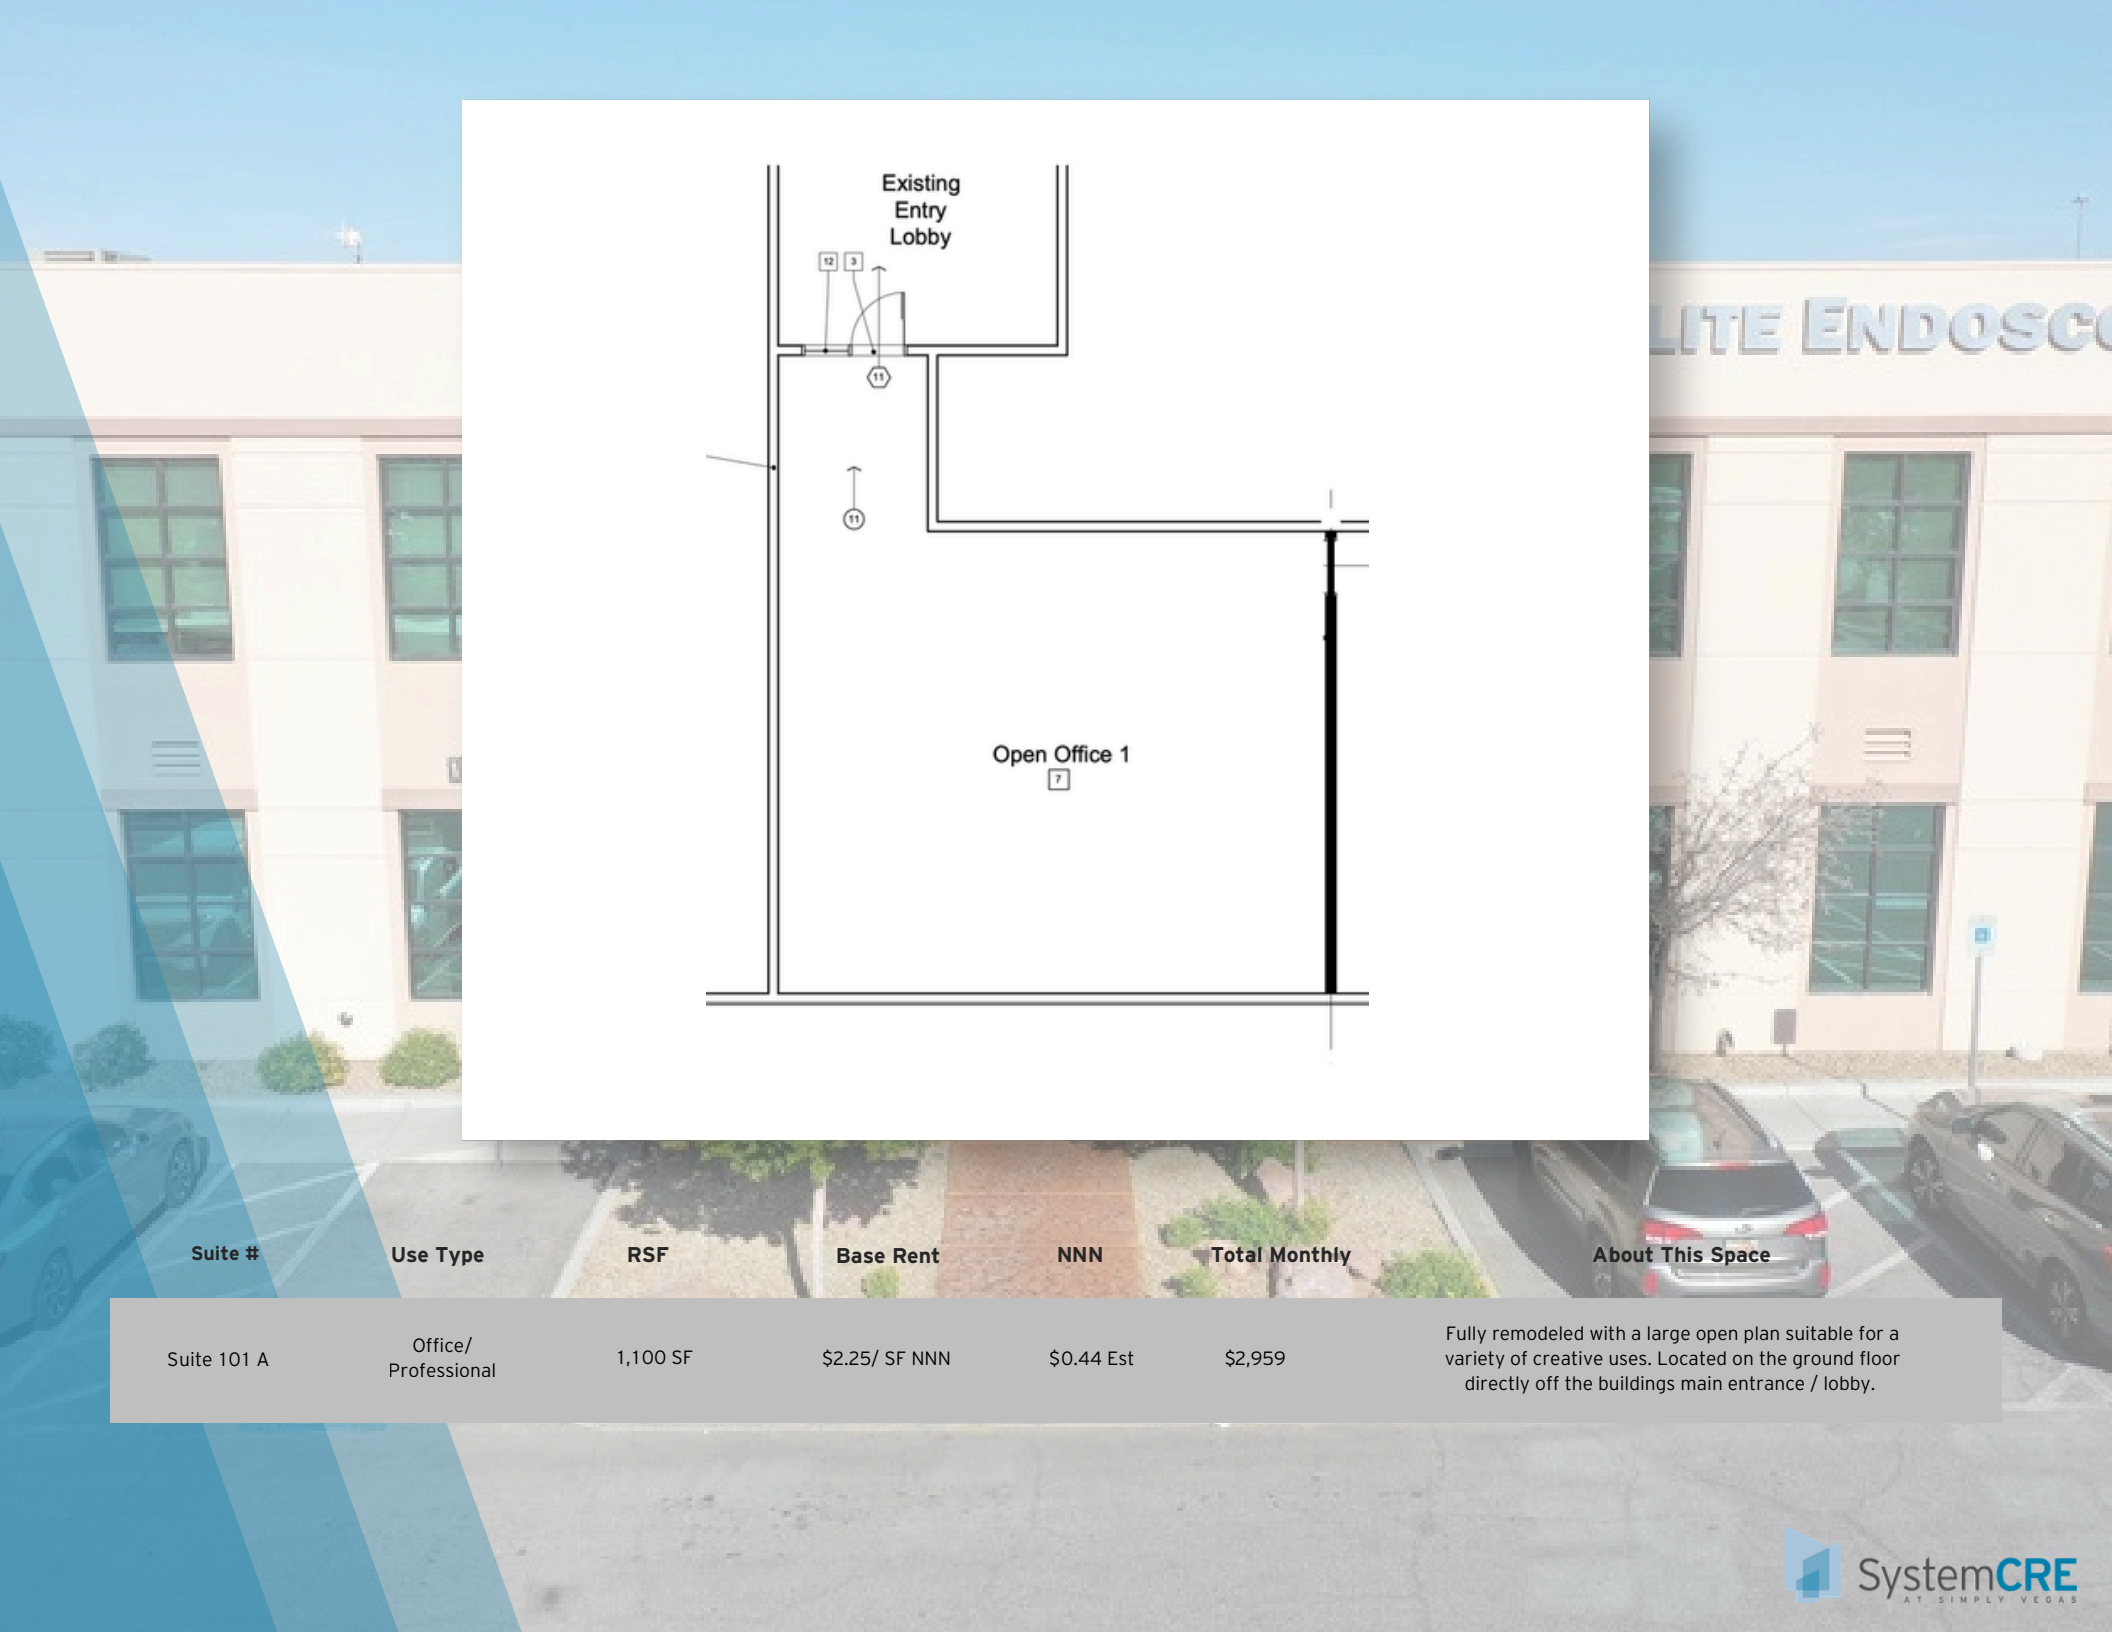 Existing
Entry
Lobby
12 3
11
11
Open Office 1
7
Suite # Use Type RSF Base Rent NNN Total Monthly About This Space
Suite 101 A
Office/
Professional
1,100 SF
$2.25/ SF NNN
$0.44 Est
$2,959
Fully remodeled with a large open plan suitable for a
variety of creative uses. Located on the ground floor
directly off the buildings main entrance / lobby.
SystemCRE
AT SIMPLY VEGAS